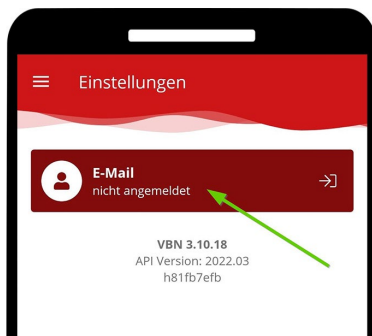 Einstellungen
E-Mail
nicht angemeldet
VBN 3.10.18
API Version: 2022.03
h81fb7efb